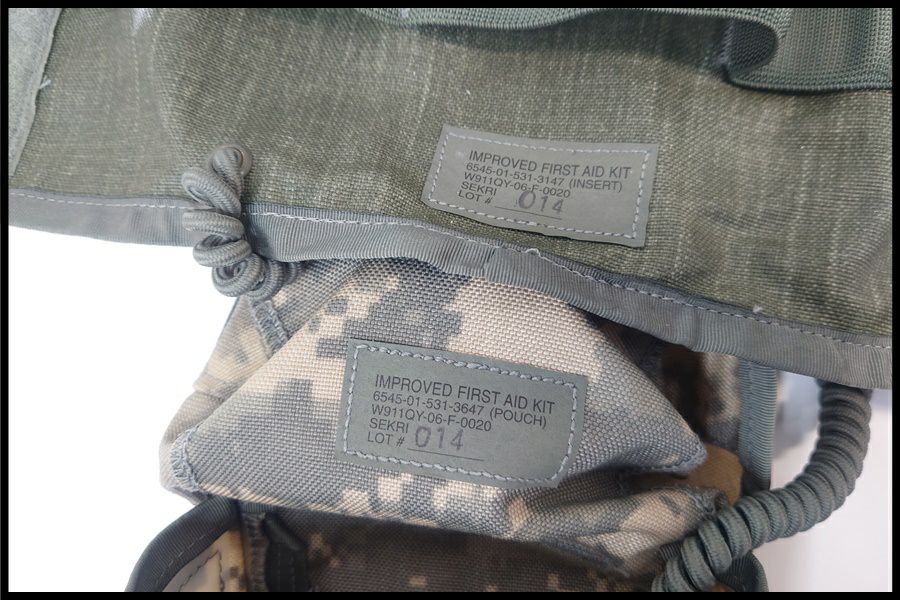 IMPROVED FIRST AID KIT
6545-01-531-3147 (INSERT)
W911QY-06-F-0020
SEKRI
LOT # 014
IMPROVED FIRST AID KIT
6545-01-531-3647 (POUCH)
W911QY-06-F-0020
SEKRI
LOT # 014